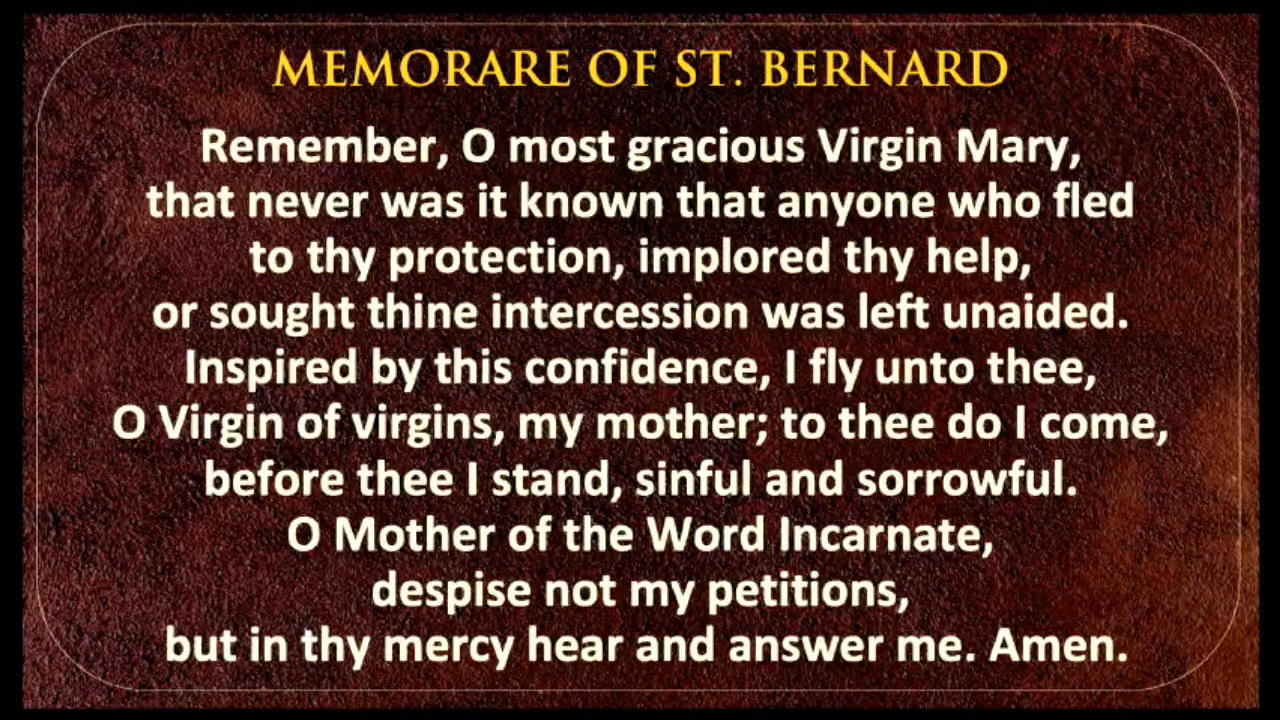 MEMORARE OF ST. BERNARD
Remember, O most gracious Virgin Mary,
that never was it known that anyone who fled
to thy protection, implored thy help,
or sought thine intercession was left unaided.
Inspired by this confidence, I fly unto thee,
O Virgin of virgins, my mother; to thee do I come,
before thee I stand, sinful and sorrowful.
O Mother of the Word Incarnate,
despise not my petitions,
but in thy mercy hear and answer me. Amen.